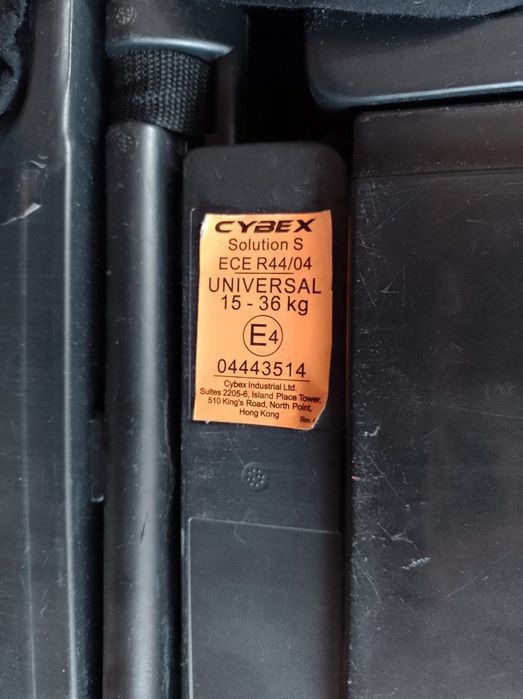 CYBEX
Solution S
ECE R44/04
UNIVERSAL
15 - 36 kg
E4
04443514
Cybex Industrial Ltd.
Suites 2205-6, Island Place Tower,
510 King's Road, North Point,
Hong Kong
Rev.